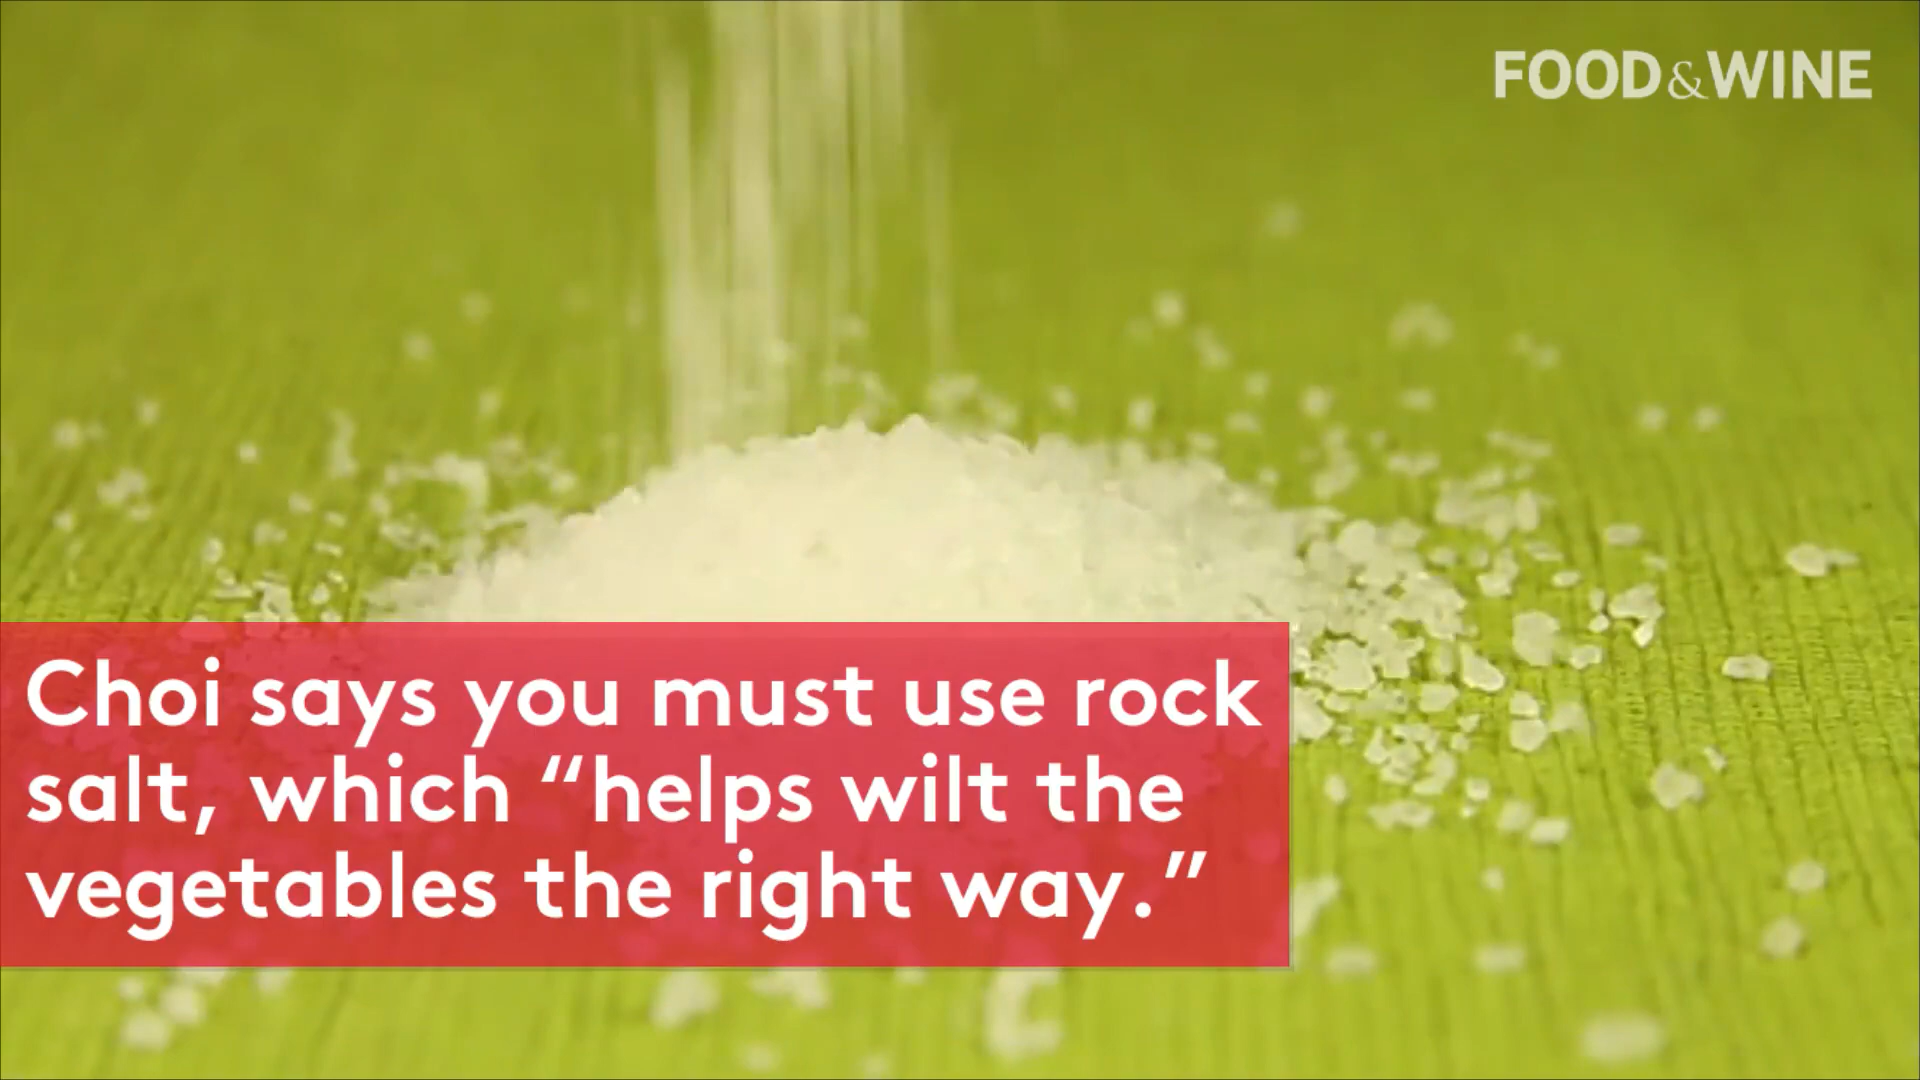 FOOD&WINE
Choi says you must use rock
salt, which “helps wilt the
vegetables the right way.”